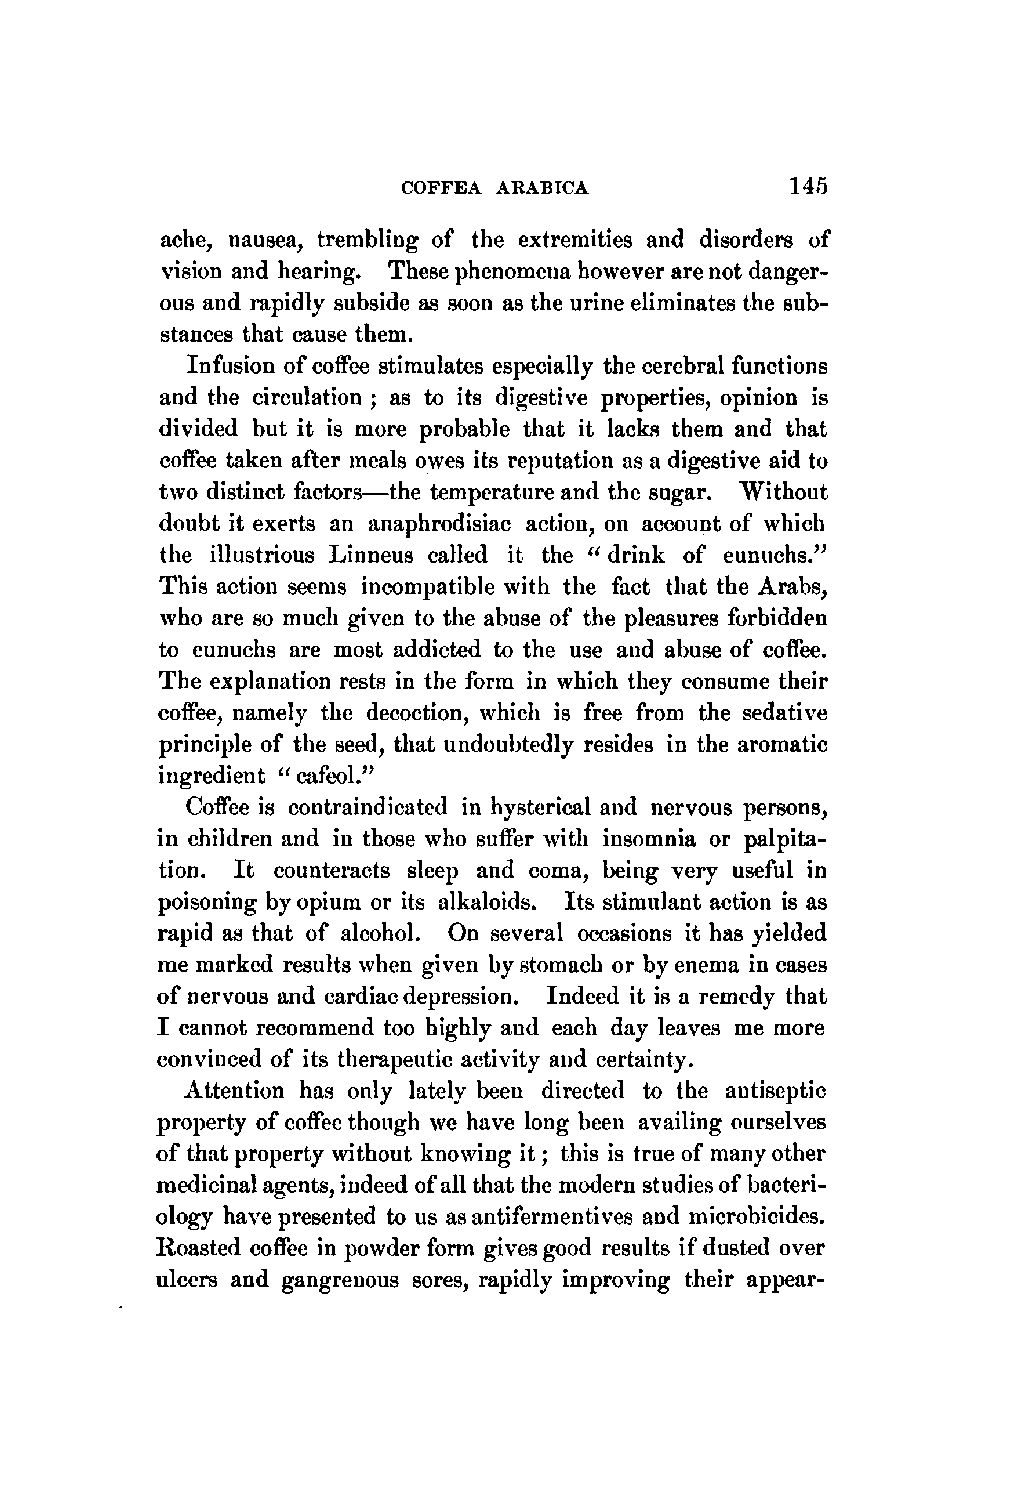 COFFEA ARABICA 145
ache, nausea, trembling of the extremities and disorders of
vision and hearing. These phenomena however are not danger-
ous and rapidly subside as soon as the urine eliminates the sub-
stances that cause them.
Infusion of coffee stimulates especially the cerebral functions
and the circulation ; as to its digestive properties, opinion is
divided but it is more probable that it lacks them and that
coffee taken after meals owes its reputation as a digestive aid to
two distinct factors—the temperature and the sugar. Without
doubt it exerts an anaphrodisiac action, on account of which
the illustrious Linneus called it the “ drink of eunuchs.”
This action seems incompatible with the fact that the Arabs,
who are so much given to the abuse of the pleasures forbidden
to eunuchs are most addicted to the use and abuse of coffee.
The explanation rests in the form in which they consume their
coffee, namely the decoction, which is free from the sedative
principle of the seed, that undoubtedly resides in the aromatic
ingredient “ cafeol.”
Coffee is contraindicated in hysterical and nervous persons,
in children and in those who suffer with insomnia or palpita-
tion. It counteracts sleep and coma, being very useful in
poisoning by opium or its alkaloids. Its stimulant action is as
rapid as that of alcohol. On several occasions it has yielded
me marked results when given by stomach or by enema in cases
of nervous and cardiac depression. Indeed it is a remedy that
I cannot recommend too highly and each day leaves me more
convinced of its therapeutic activity and certainty.
Attention has only lately been directed to the antiseptic
property of coffee though we have long been availing ourselves
of that property without knowing it ; this is true of many other
medicinal agents, indeed of all that the modern studies of bacteri-
ology have presented to us as antifermentives and microbicides.
Roasted coffee in powder form gives good results if dusted over
ulcers and gangrenous sores, rapidly improving their appear-